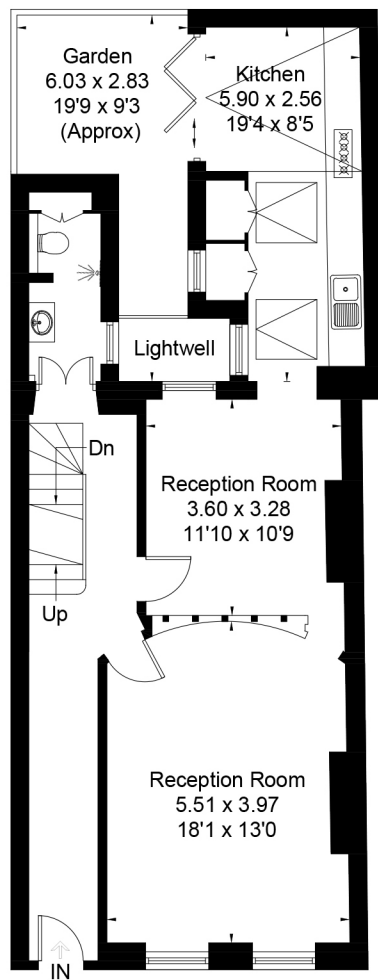 Garden
6.03 x 2.83
19'9 x 9'3
(Approx)
Kitchen
5.90 x 2.56
19'4 x 8'5
Lightwell
Dn
Reception Room
3.60 x 3.28
11'10 x 10'9
Up
Reception Room
5.51 x 3.97
18'1 x 13'0
IN